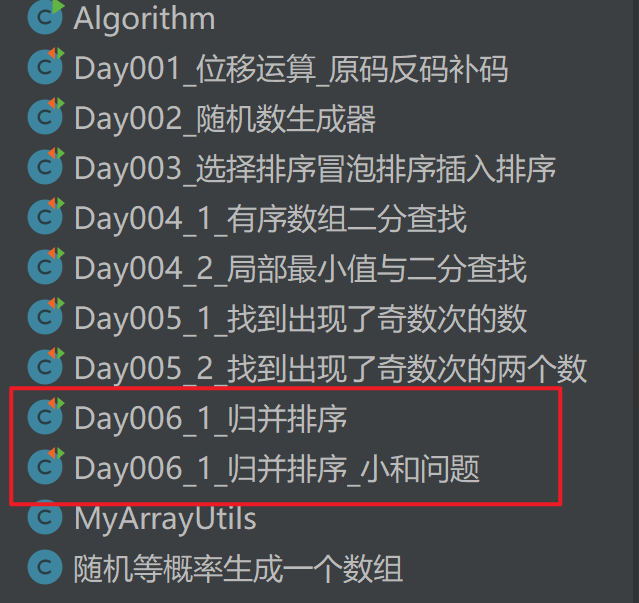 Algorithm
Day001_位移运算_原码反码补码
Day002_随机数生成器
Day003_选择排序冒泡排序插入排序
Day004_1_有序数组二分查找
Day004_2_局部最小值与二分查找
Day005_1_找到出现了奇数次的数
Day005_2_找到出现了奇数次的两个数
Day006_1_归并排序
Day006_1_归并排序_小和问题
MyArrayUtils
随机等概率生成一个数组